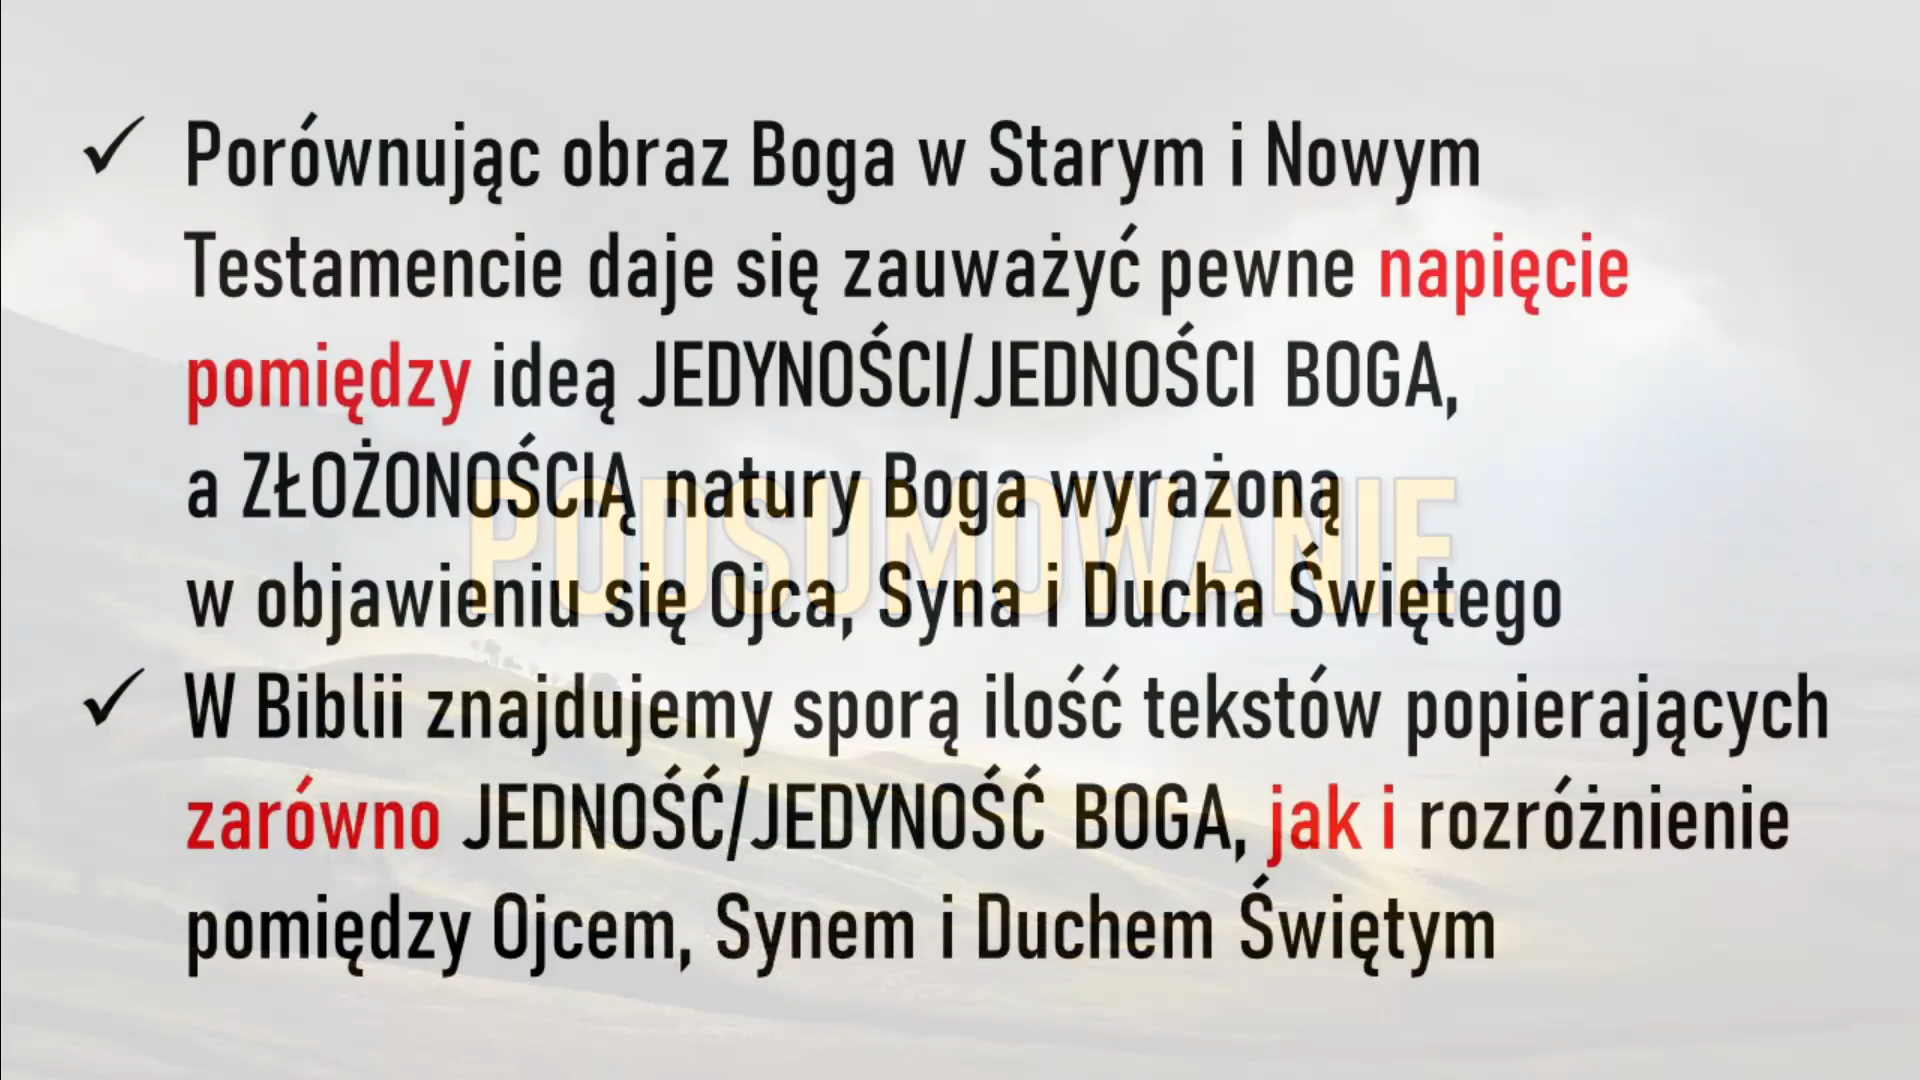 ✓ Porównując obraz Boga w Starym i Nowym
Testamencie daje się zauważyć pewne napięcie
pomiędzy ideą JEDYNOŚCI/JEDNOŚCI BOGA,
a ZŁOŻONOŚCIĄ natury Boga wyrażoną
PODSUMOWANIE
w objawieniu się Ojca, Syna i Ducha Świętego
✓ W Biblii znajdujemy sporą ilość tekstów popierających
zarówno JEDNOŚĆ/JEDYNOŚĆ BOGA, jak i rozróżnienie
pomiędzy Ojcem, Synem i Duchem Świętym